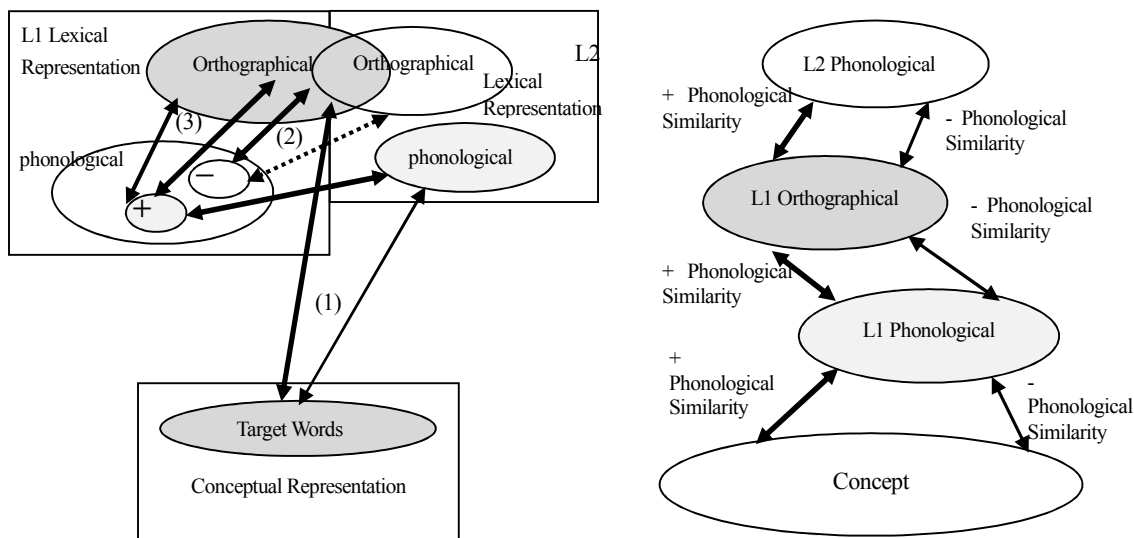 L1 Lexical
Representation
Orthographical
Orthographical
L2
Lexical
Representation
(3)
(2)
phonological
phonological
−
+
(1)
Target Words
Conceptual Representation
L2 Phonological
+ Phonological
Similarity
- Phonological
Similarity
L1 Orthographical
- Phonological
Similarity
+ Phonological
Similarity
L1 Phonological
+
Phonological
Similarity
-
Phonological
Similarity
Concept